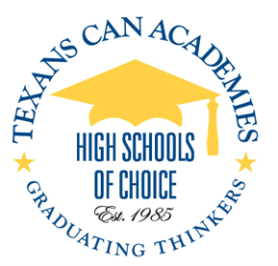 TEXANS CAN ACADEMIES
HIGH SCHOOLS
OF CHOICE
Est. 1985
GRADUATING THINKERS